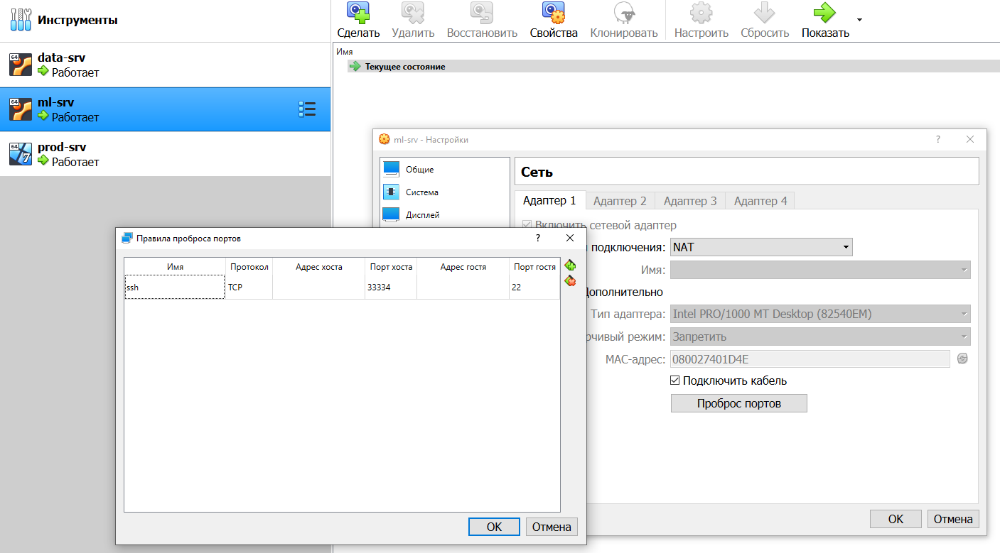 Инструменты
data-srv
Работает
ml-srv
Работает
prod-srv
Работает
Сделать Удалить Восстановить Свойства Клонировать Настроить Сбросить Показать
Имя
Текущее состояние
ml-srv - Настройки ?
Общие
Система
Дисплей
Сеть
Адаптер 1 Адаптер 2 Адаптер 3 Адаптер 4
Включить сетевой адаптер
подключения: NAT
Имя:
Дополнительно
Тип адаптера: Intel PRO/1000 MT Desktop (82540EM)
рчивый режим: Запретить
MAC-адрес: 080027401D4E
Подключить кабель
Проброс портов
OK Отмена
Правила проброса портов ?
Имя Протокол Адрес хоста Порт хоста Адрес гостя Порт гостя
ssh TCP 33334 22
OK Отмена